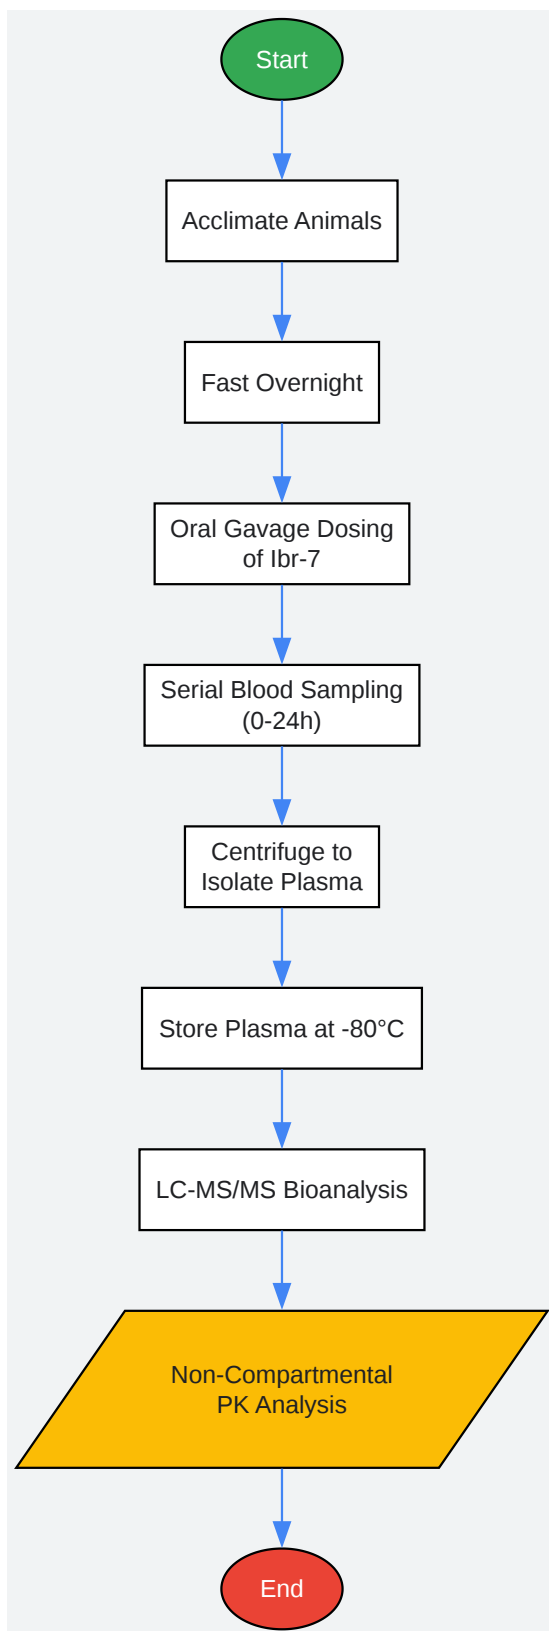 Start
Acclimate Animals
Fast Overnight
Oral Gavage Dosing
of Ibr-7
Serial Blood Sampling
(0-24h)
Centrifuge to
Isolate Plasma
Store Plasma at -80°C
LC-MS/MS Bioanalysis
Non-Compartmental
PK Analysis
End